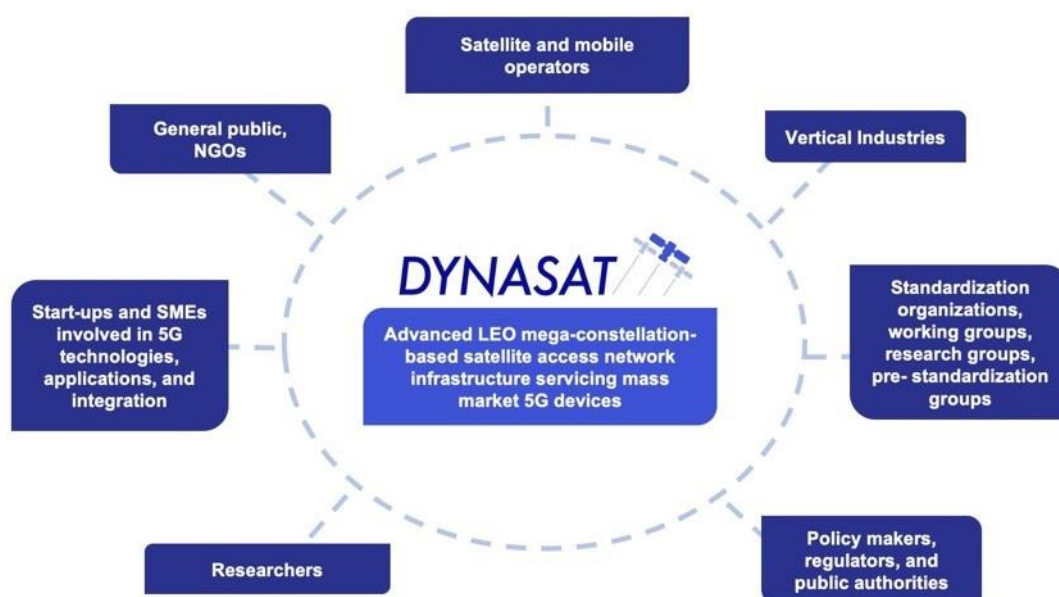 Satellite and mobile
operators
General public,
NGOs
Vertical Industries
DYNASAT
Advanced LEO mega-constellation-
based satellite access network
infrastructure servicing mass
market 5G devices
Start-ups and SMEs
involved in 5G
technologies,
applications, and
integration
Standardization
organizations,
working groups,
research groups,
pre- standardization
groups
Researchers
Policy makers,
regulators, and
public authorities